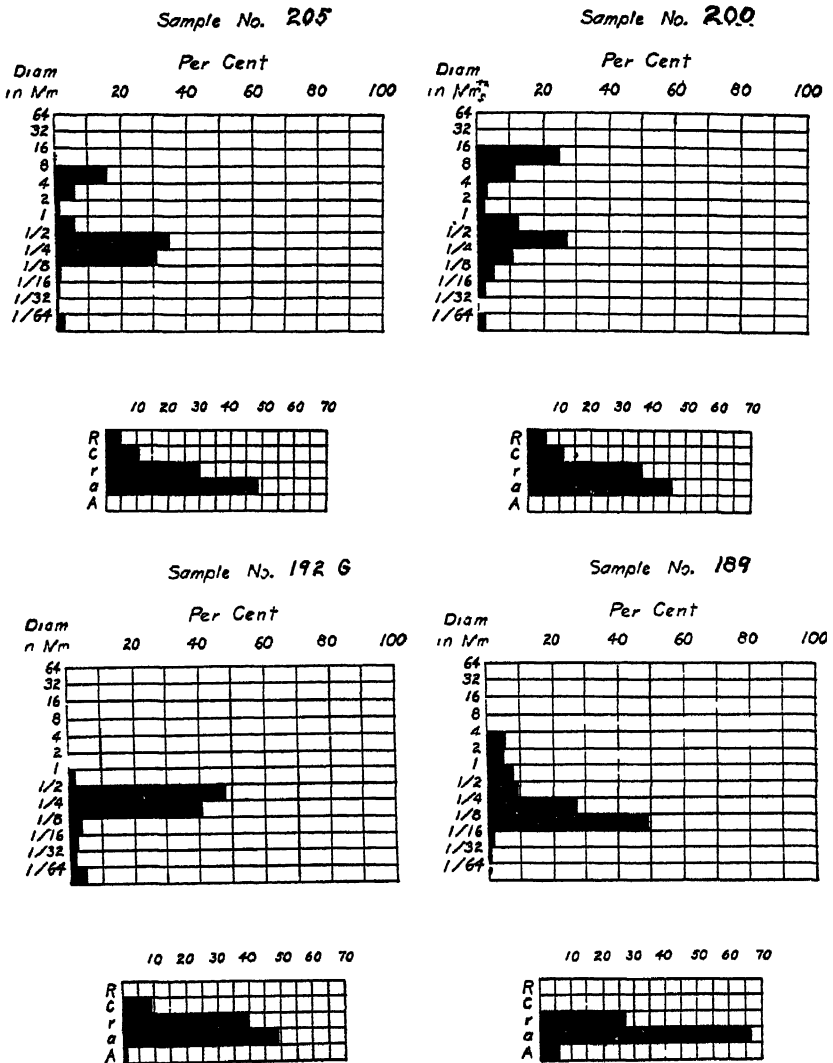 Sample No. 205
Per Cent
Diam
in Mm
20 40 60 80 100
64
32
16
8
4
2
1
1/2
1/4
1/8
1/16
1/32
1/64
10 20 30 40 50 60 70
R
C
r
a
A
Sample No. 200
Per Cent
Diam
in Mm
20 40 60 80 100
64
32
16
8
4
2
1
1/2
1/4
1/8
1/16
1/32
1/64
10 20 30 40 50 60 70
R
C
r
a
A
Sample No. 192 G
Per Cent
Diam
n Mm
20 40 60 80 100
64
32
16
8
4
2
1
1/2
1/4
1/8
1/16
1/32
1/64
10 20 30 40 50 60 70
R
C
r
a
A
Sample No. 189
Per Cent
Diam
in Mm
20 40 60 80 100
64
32
16
8
4
2
1
1/2
1/4
1/8
1/16
1/32
1/64
10 20 30 40 50 60 70
R
C
r
a
A